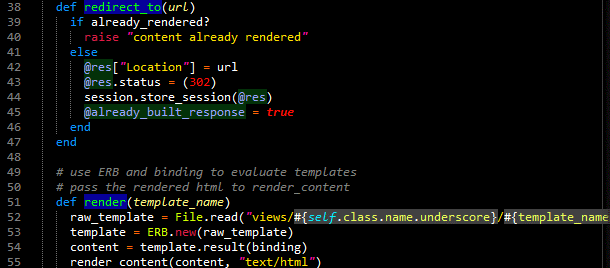 38 def redirect_to(url)
39 if already_rendered?
40 raise "content already rendered"
41 else
42 @res["Location"] = url
43 @res.status = (302)
44 session.store_session(@res)
45 @already_built_response = true
46 end
47 end
48
49 # use ERB and binding to evaluate templates
50 # pass the rendered html to render_content
51 def render(template_name)
52 raw_template = File.read("views/#{self.class.name.underscore}/#{template_name
53 template = ERB.new(raw_template)
54 content = template.result(binding)
55 render_content(content, "text/html")